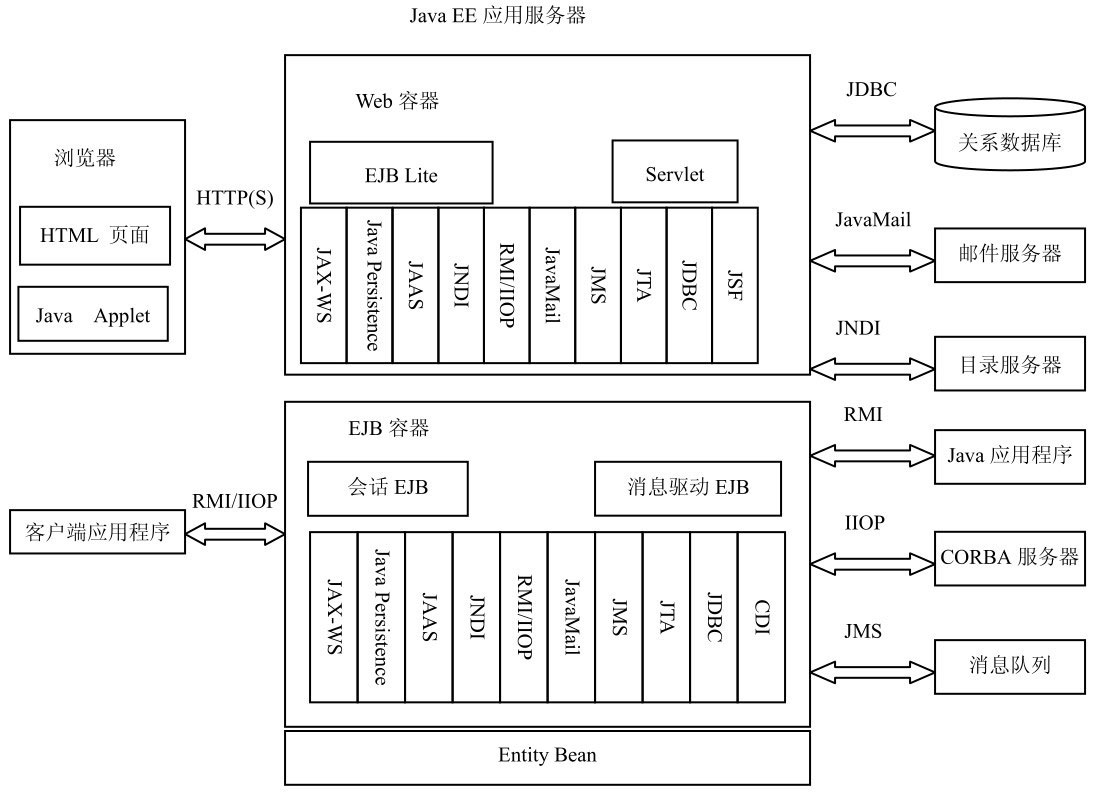 Java EE 应用服务器
浏览器
HTML 页面
Java Applet
HTTP(S)
Web 容器
EJB Lite
Servlet
JAX-WS
Java Persistence
JAAS
JNDI
RMI/IIOP
JavaMail
JMS
JTA
JDBC
JSF
JDBC
关系数据库
JavaMail
邮件服务器
JNDI
目录服务器
客户端应用程序
RMI/IIOP
EJB 容器
会话 EJB
消息驱动 EJB
JAX-WS
Java Persistence
JAAS
JNDI
RMI/IIOP
JavaMail
JMS
JTA
JDBC
CDI
RMI
Java 应用程序
IIOP
CORBA 服务器
JMS
消息队列
Entity Bean